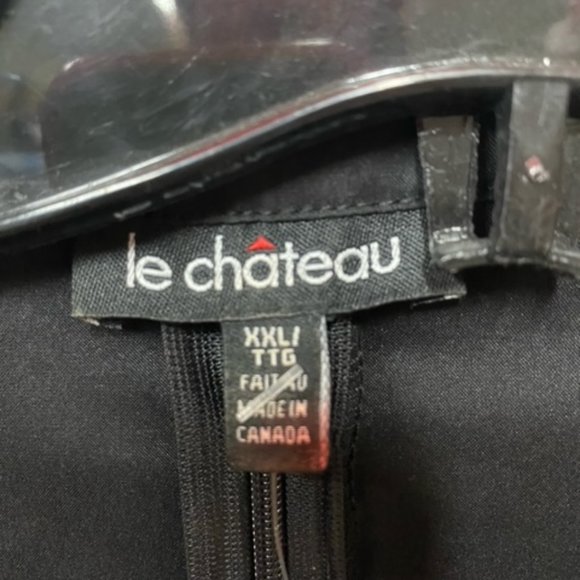 le château
XXL/
TTG
FAIT AU
MADE IN
CANADA